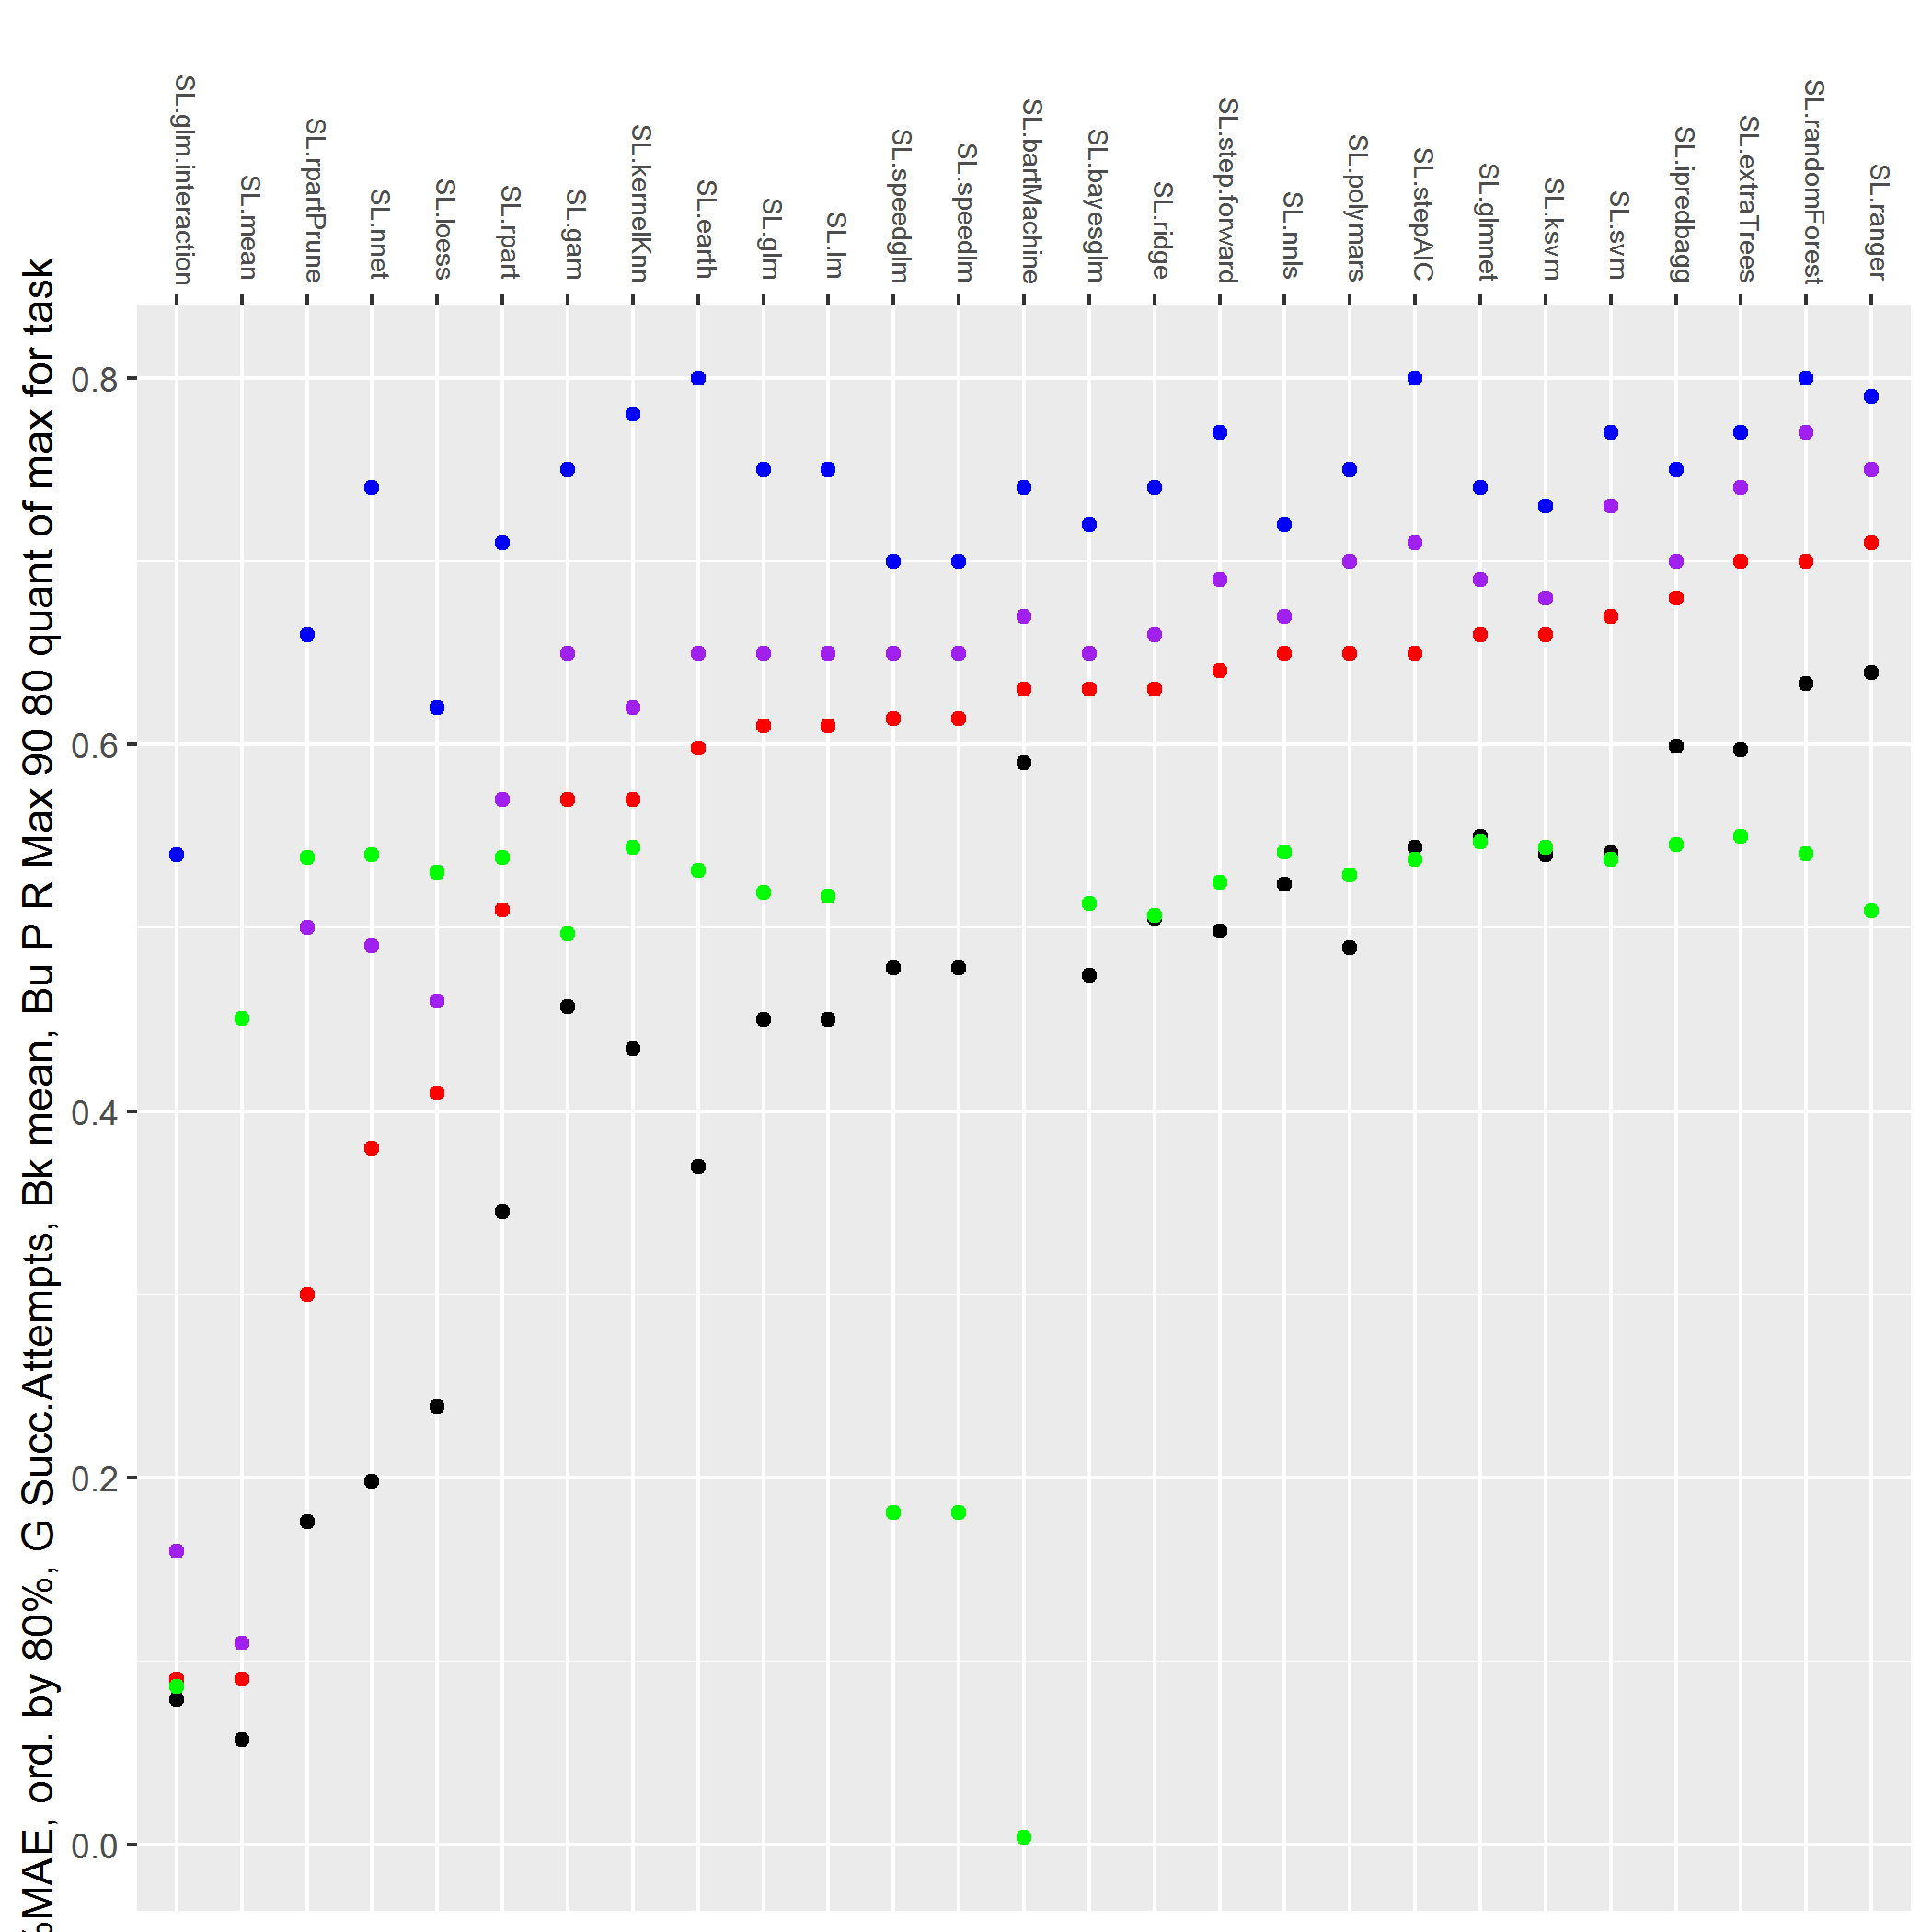 SL.glm.interaction
SL.mean
SL.rpartPrune
SL.nnet
SL.loess
SL.rpart
SL.gam
SL.kernelKnn
SL.earth
SL.glm
SL.lm
SL.speedglm
SL.speedlm
SL.bartMachine
SL.bayesglm
SL.ridge
SL.step.forward
SL.nnls
SL.polymars
SL.stepAIC
SL.glmnet
SL.ksvm
SL.svm
SL.ipredbagg
SL.extraTrees
SL.randomForest
SL.ranger
%MAE, ord. by 80%, G Succ.Attempts, Bk mean, Bu P R Max 90 80 quant of max for task
0.8
0.6
0.4
0.2
0.0